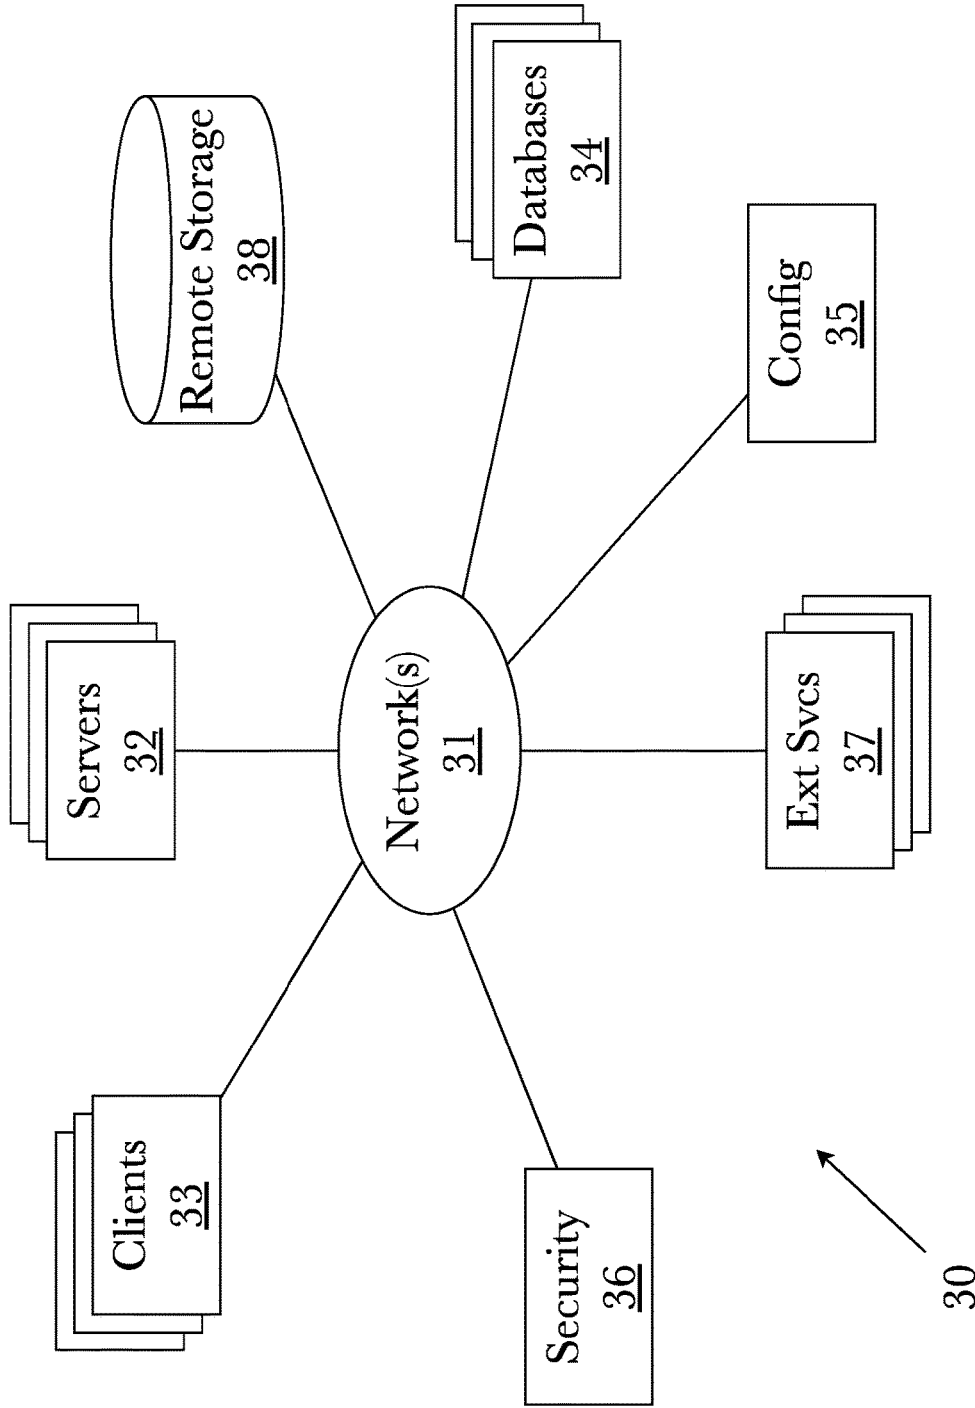 Clients
33
Servers
32
Remote Storage
38
Network(s)
31
Databases
34
Security
36
Ext Svcs
37
Config
35
30